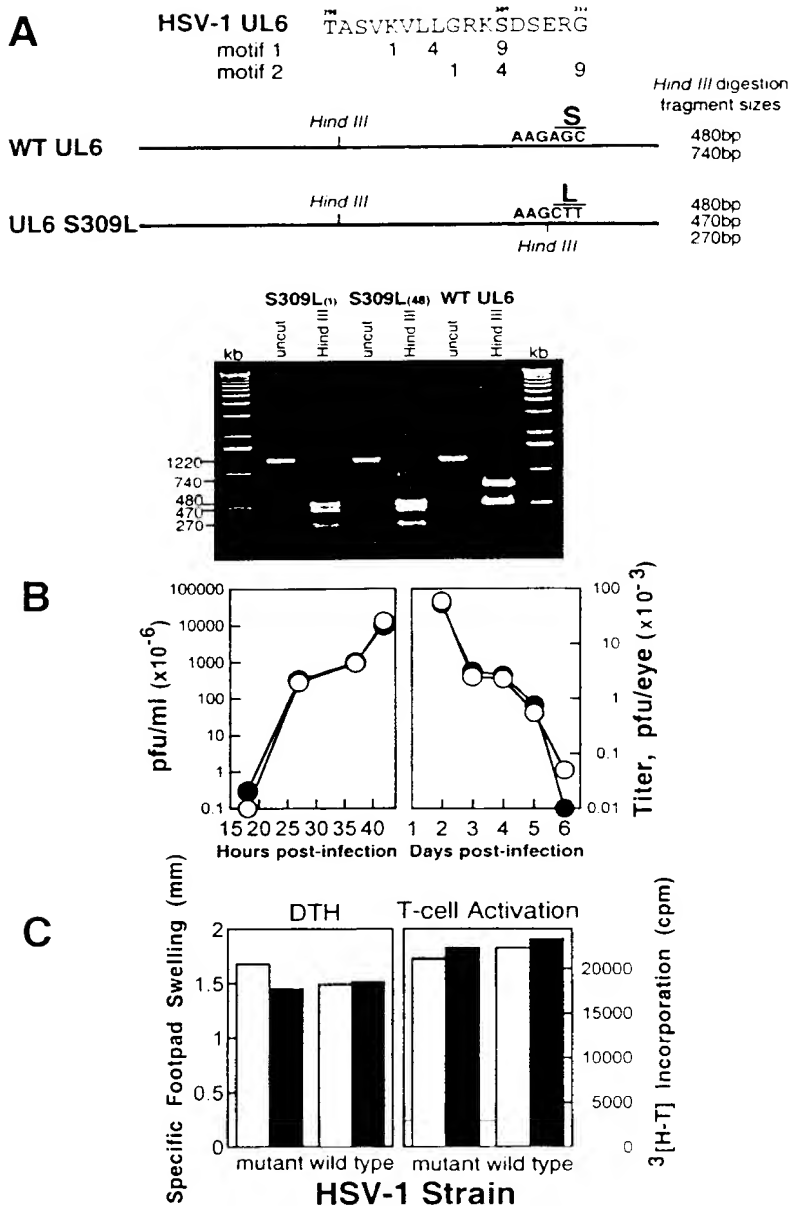 A
HSV-1 UL6
298 309 313
TASVKVLLGRKSDSERG
motif 1 1 4 9
motif 2 1 4 9
Hind III digestion
fragment sizes
WT UL6
Hind III
S
AAGAGC
480bp
740bp
UL6 S309L
Hind III
L
AAGCTT
Hind III
480bp
470bp
270bp
S309L(1) S309L(48) WT UL6
kb
uncut
Hind III
uncut
Hind III
uncut
Hind III
kb
1220
740
480
470
270
B
pfu/ml (x10⁻⁶)
100000
10000
1000
100
10
1
0.1
15 20 25 30 35 40
Hours post-infection
100
10
1
0.1
0.01
Titer, pfu/eye (x10⁻³)
1 2 3 4 5 6
Days post-infection
C
DTH
T-cell Activation
Specific Footpad Swelling (mm)
2
1.5
1
0.5
0
20000
15000
10000
5000
0
³[H-T] Incorporation (cpm)
mutant wild type
mutant wild type
HSV-1 Strain